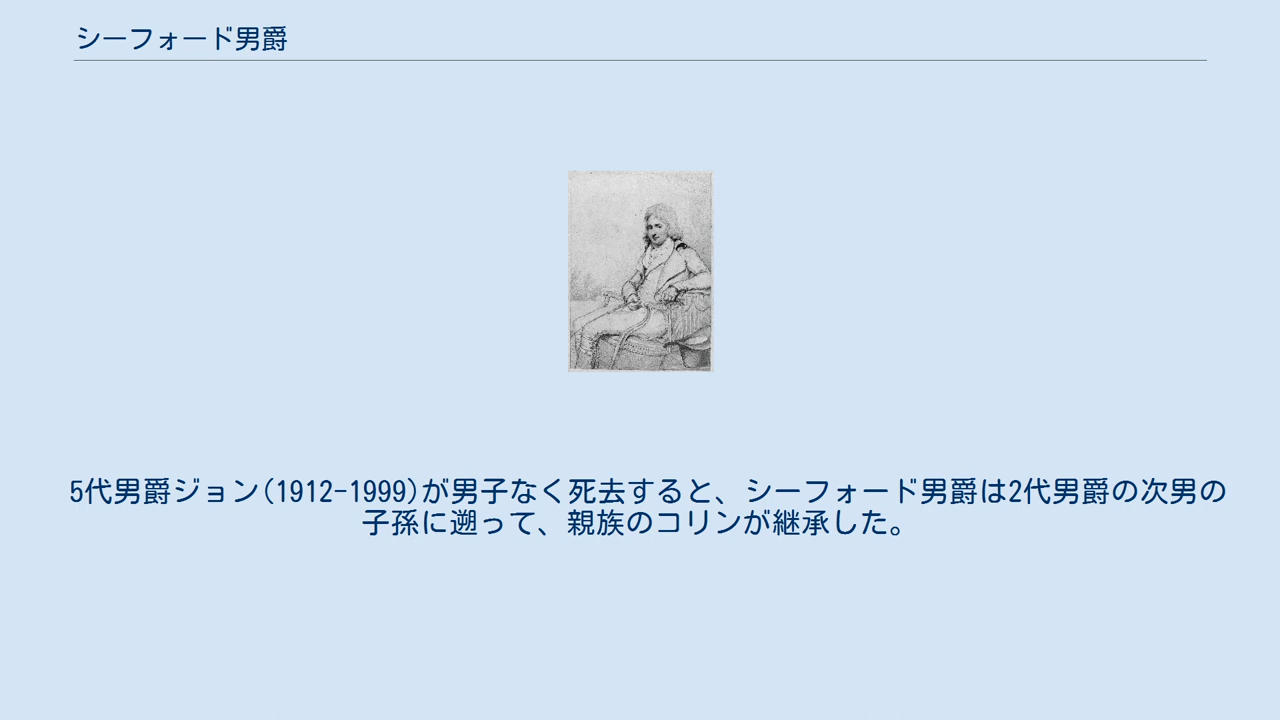 シーフォード男爵
5代男爵ジョン(1912-1999)が男子なく死去すると、シーフォード男爵は2代男爵の次男の
子孫に遡って、親族のコリンが継承した。